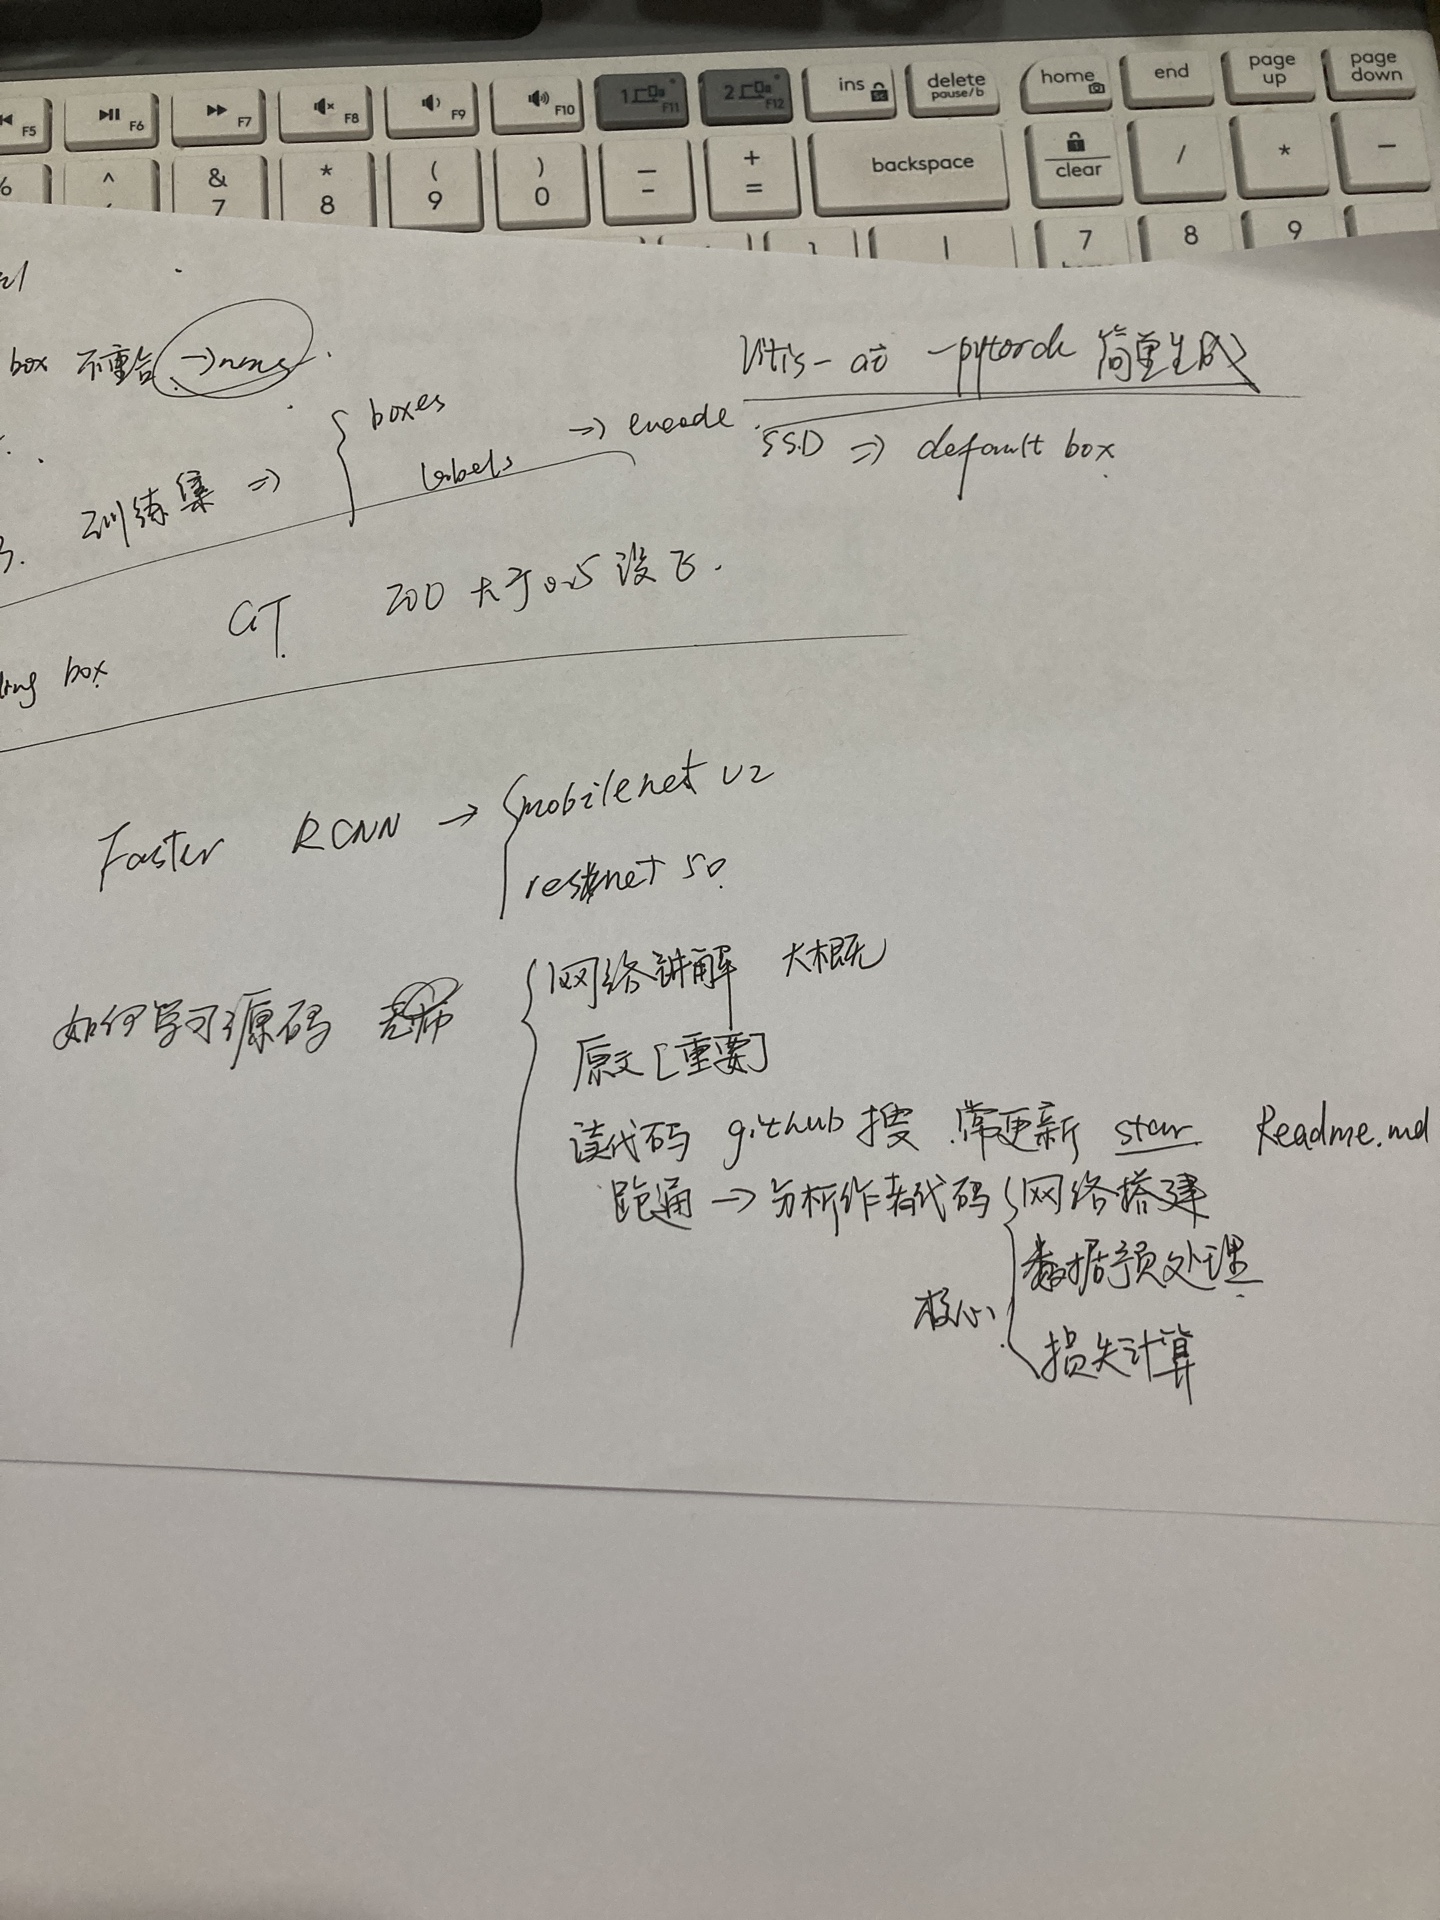 F5 F6 F7 F8 F9 F10 1 F11 2 F12 ins delete pause/b home end page up page down
% ^ & 7 * 8 ( 9 ) 0 — - + = backspace clear / * —
7 8 9
box 不重合 → nms
Vitis-ai -pytorch 简单生成
boxes
训练集 ⇒ labels ⇒ encode
SSD ⇒ default box
3.
GT 大于0.5 没
box
Faster RCNN → mobilenet v2
resnet 50
如何学习源码 老师
网络讲解 大概
原文[重要]
读代码 github 搜 常更新 star Readme.md
跑通 → 分析作者代码 网络搭建
数据预处理
核心
损失计算